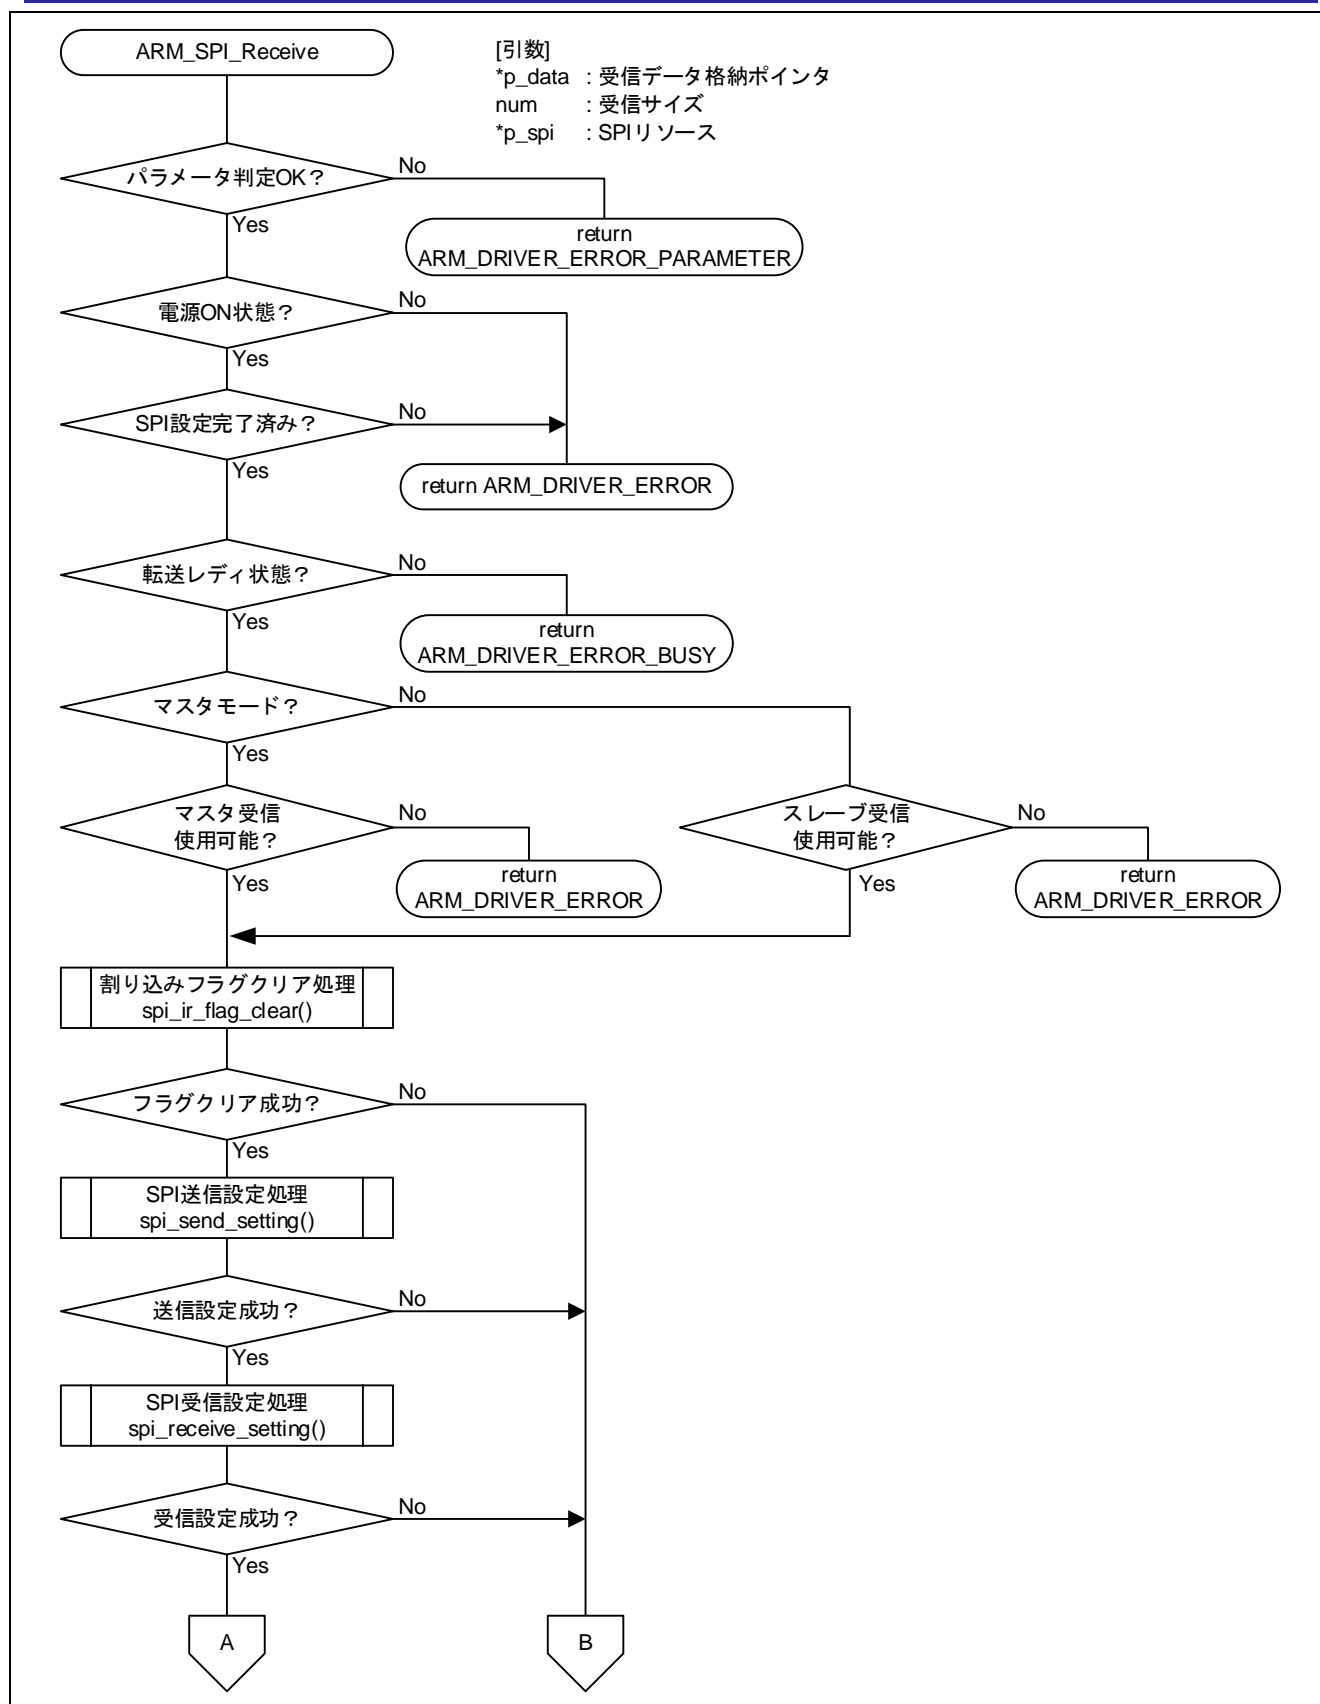 ARM_SPI_Receive
[引数]
*p_data : 受信データ格納ポインタ
num : 受信サイズ
*p_spi : SPIリソース
パラメータ判定OK？
No
Yes
return
ARM_DRIVER_ERROR_PARAMETER
電源ON状態？
No
Yes
SPI設定完了済み？
No
Yes
return ARM_DRIVER_ERROR
転送レディ状態？
No
Yes
return
ARM_DRIVER_ERROR_BUSY
マスタモード？
No
Yes
マスタ受信
使用可能？
No
Yes
return
ARM_DRIVER_ERROR
スレーブ受信
使用可能？
No
Yes
return
ARM_DRIVER_ERROR
割り込みフラグクリア処理
spi_ir_flag_clear()
フラグクリア成功？
No
Yes
SPI送信設定処理
spi_send_setting()
送信設定成功？
No
Yes
SPI受信設定処理
spi_receive_setting()
受信設定成功？
No
Yes
A
B